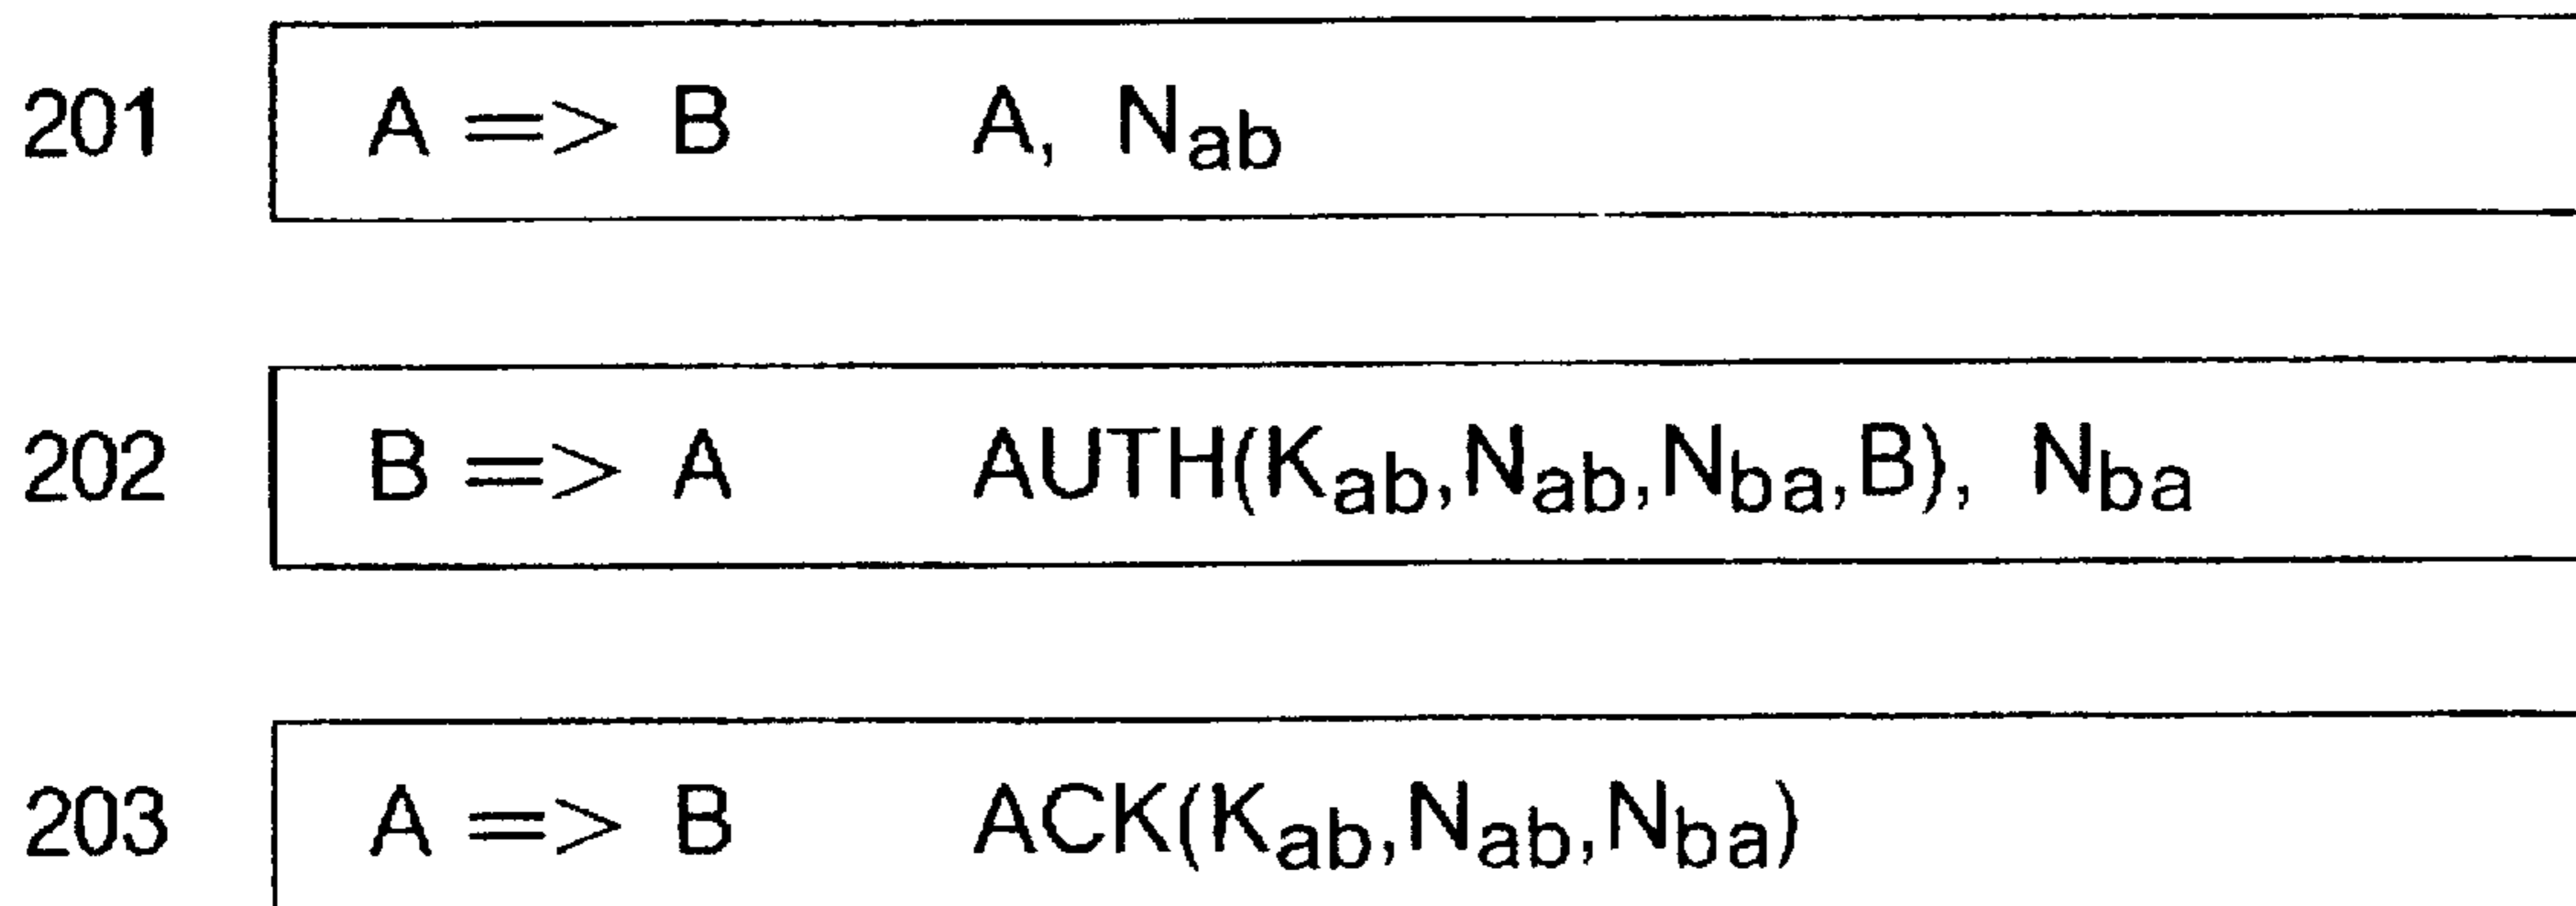 201 A => B A, Nab
202 B => A AUTH(Kab,Nab,Nba,B), Nba
203 A => B ACK(Kab,Nab,Nba)